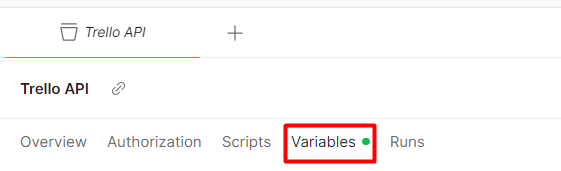 Trello API
Trello API
Overview Authorization Scripts Variables Runs